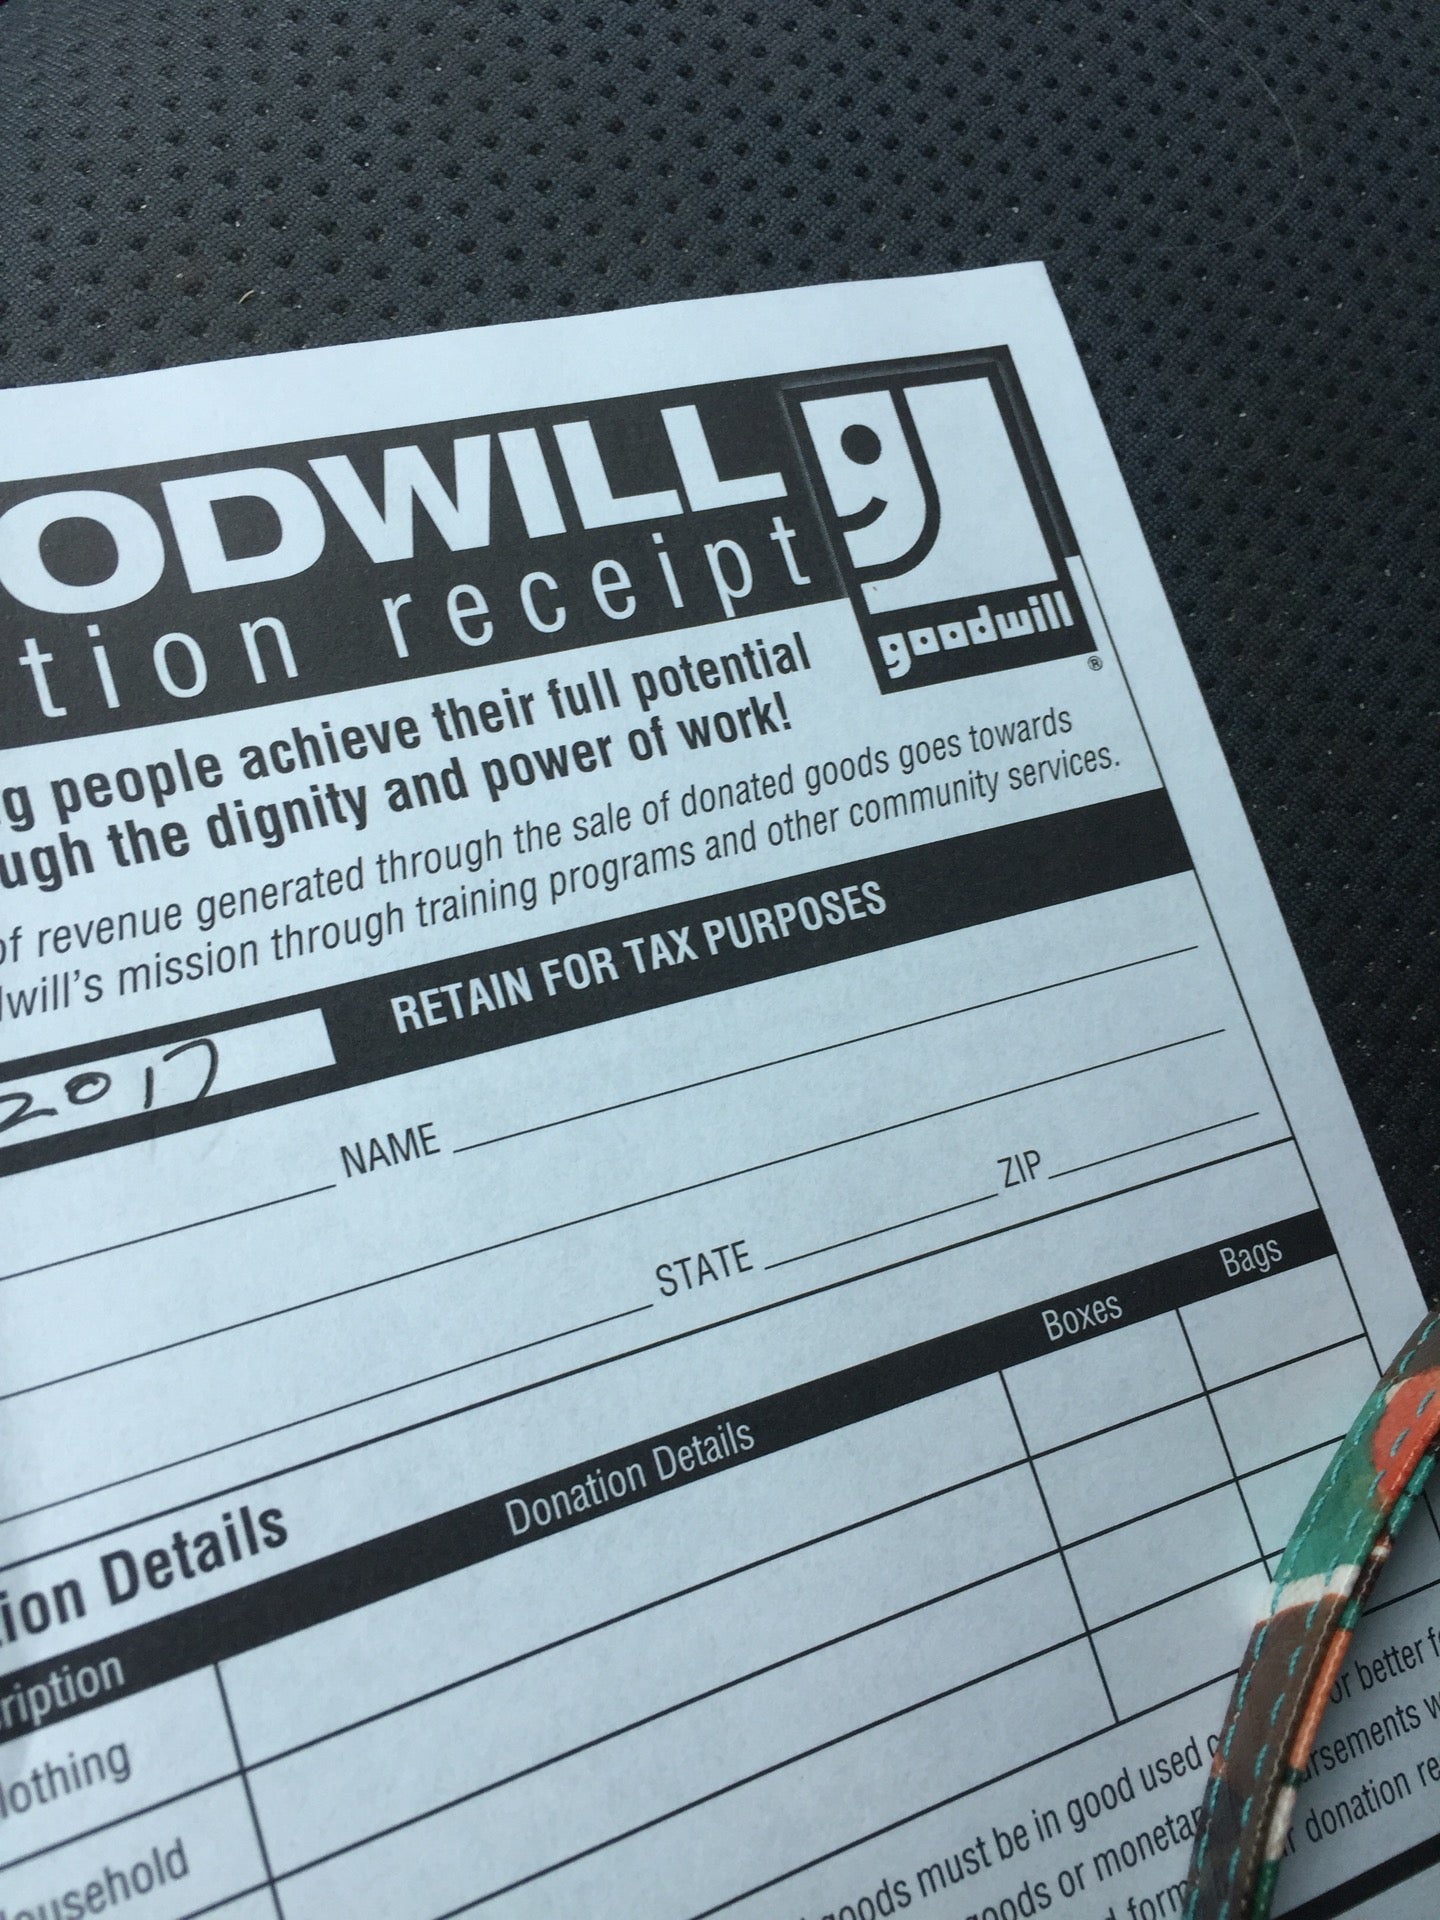 ODWILL
tion receipt
goodwill
®
g people achieve their full potential
ugh the dignity and power of work!
of revenue generated through the sale of donated goods goes towards
will's mission through training programs and other community services.
RETAIN FOR TAX PURPOSES
2017
NAME
STATE ZIP
ion Details
ription Donation Details Boxes Bags
lothing
ousehold
goods must be in good used or better f
oods or monetar ursements w
d form donation re